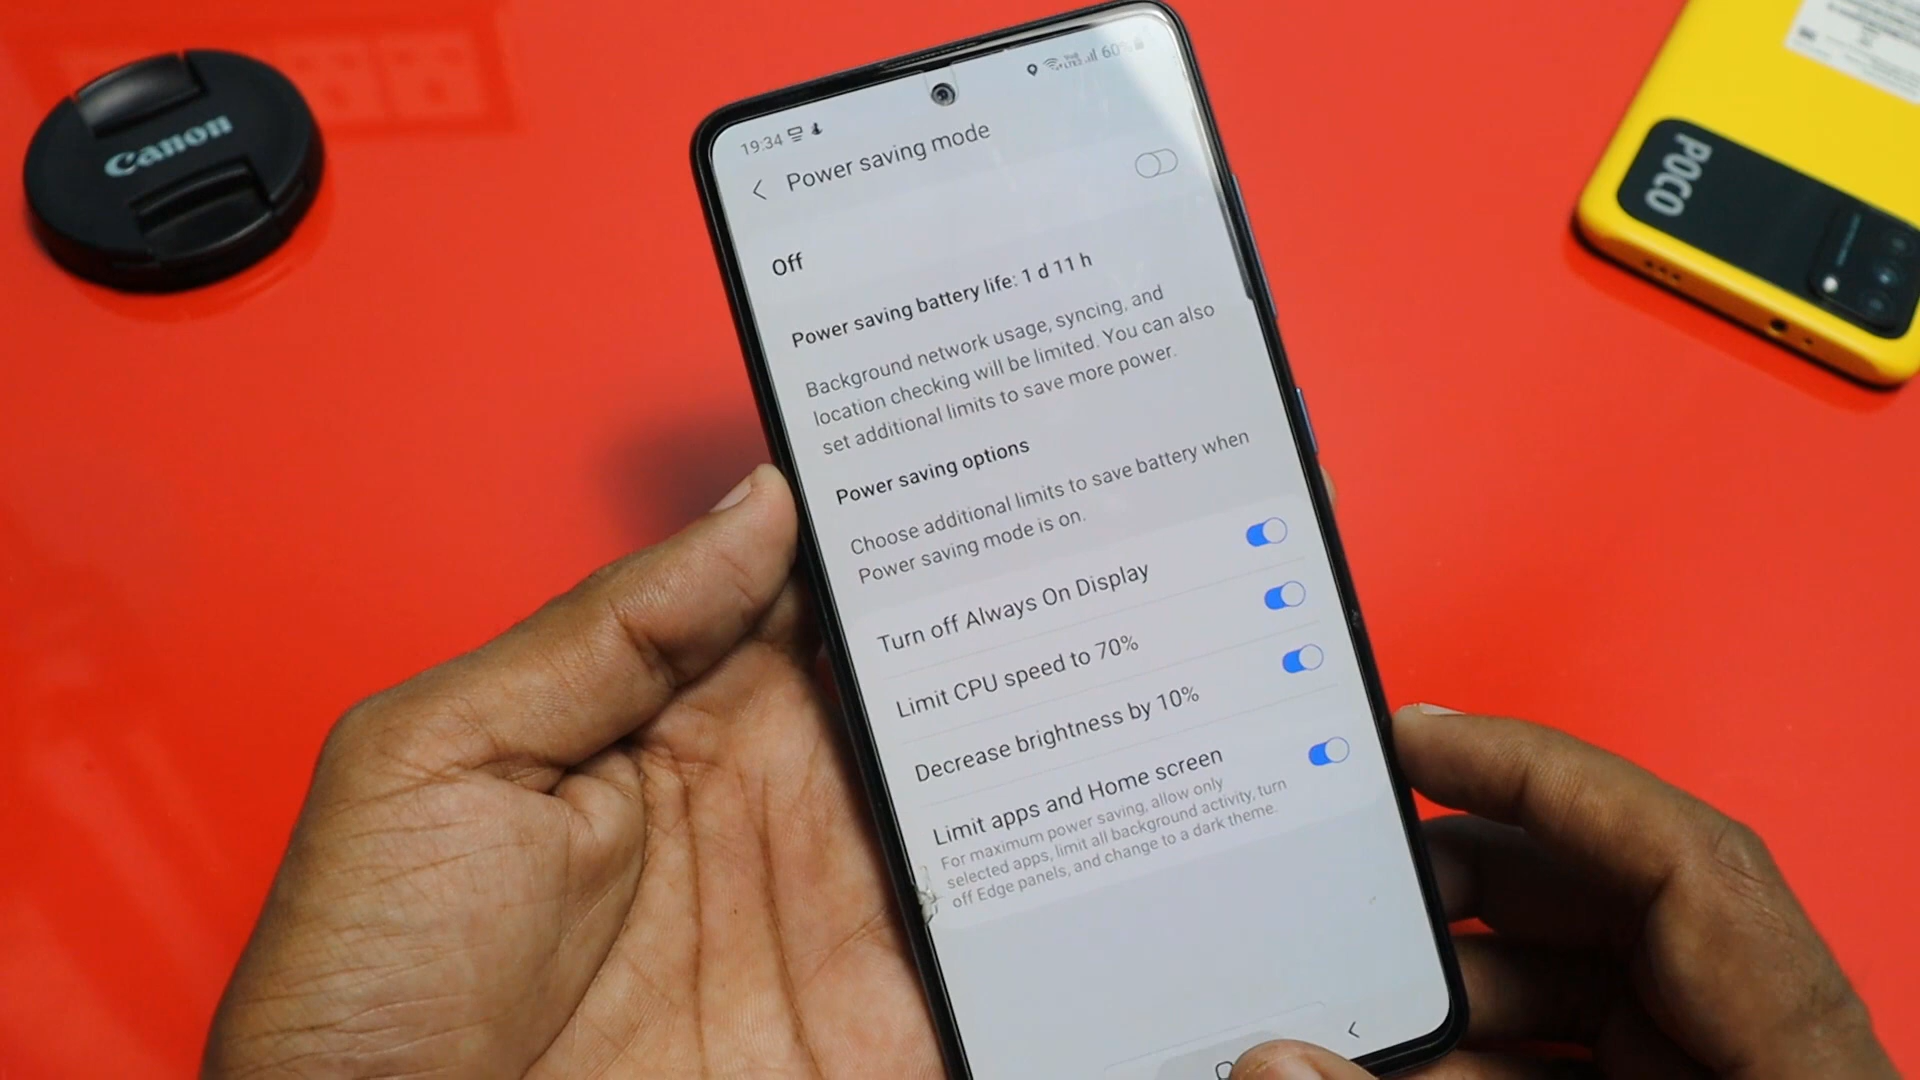 Canon
POCO
19:34
60%
Power saving mode
Off
Power saving battery life: 1 d 11 h
Background network usage, syncing, and
location checking will be limited. You can also
set additional limits to save more power.
Power saving options
Choose additional limits to save battery when
Power saving mode is on.
Turn off Always On Display
Limit CPU speed to 70%
Decrease brightness by 10%
Limit apps and Home screen
For maximum power saving, allow only
selected apps, limit all background activity, turn
off Edge panels, and change to a dark theme.